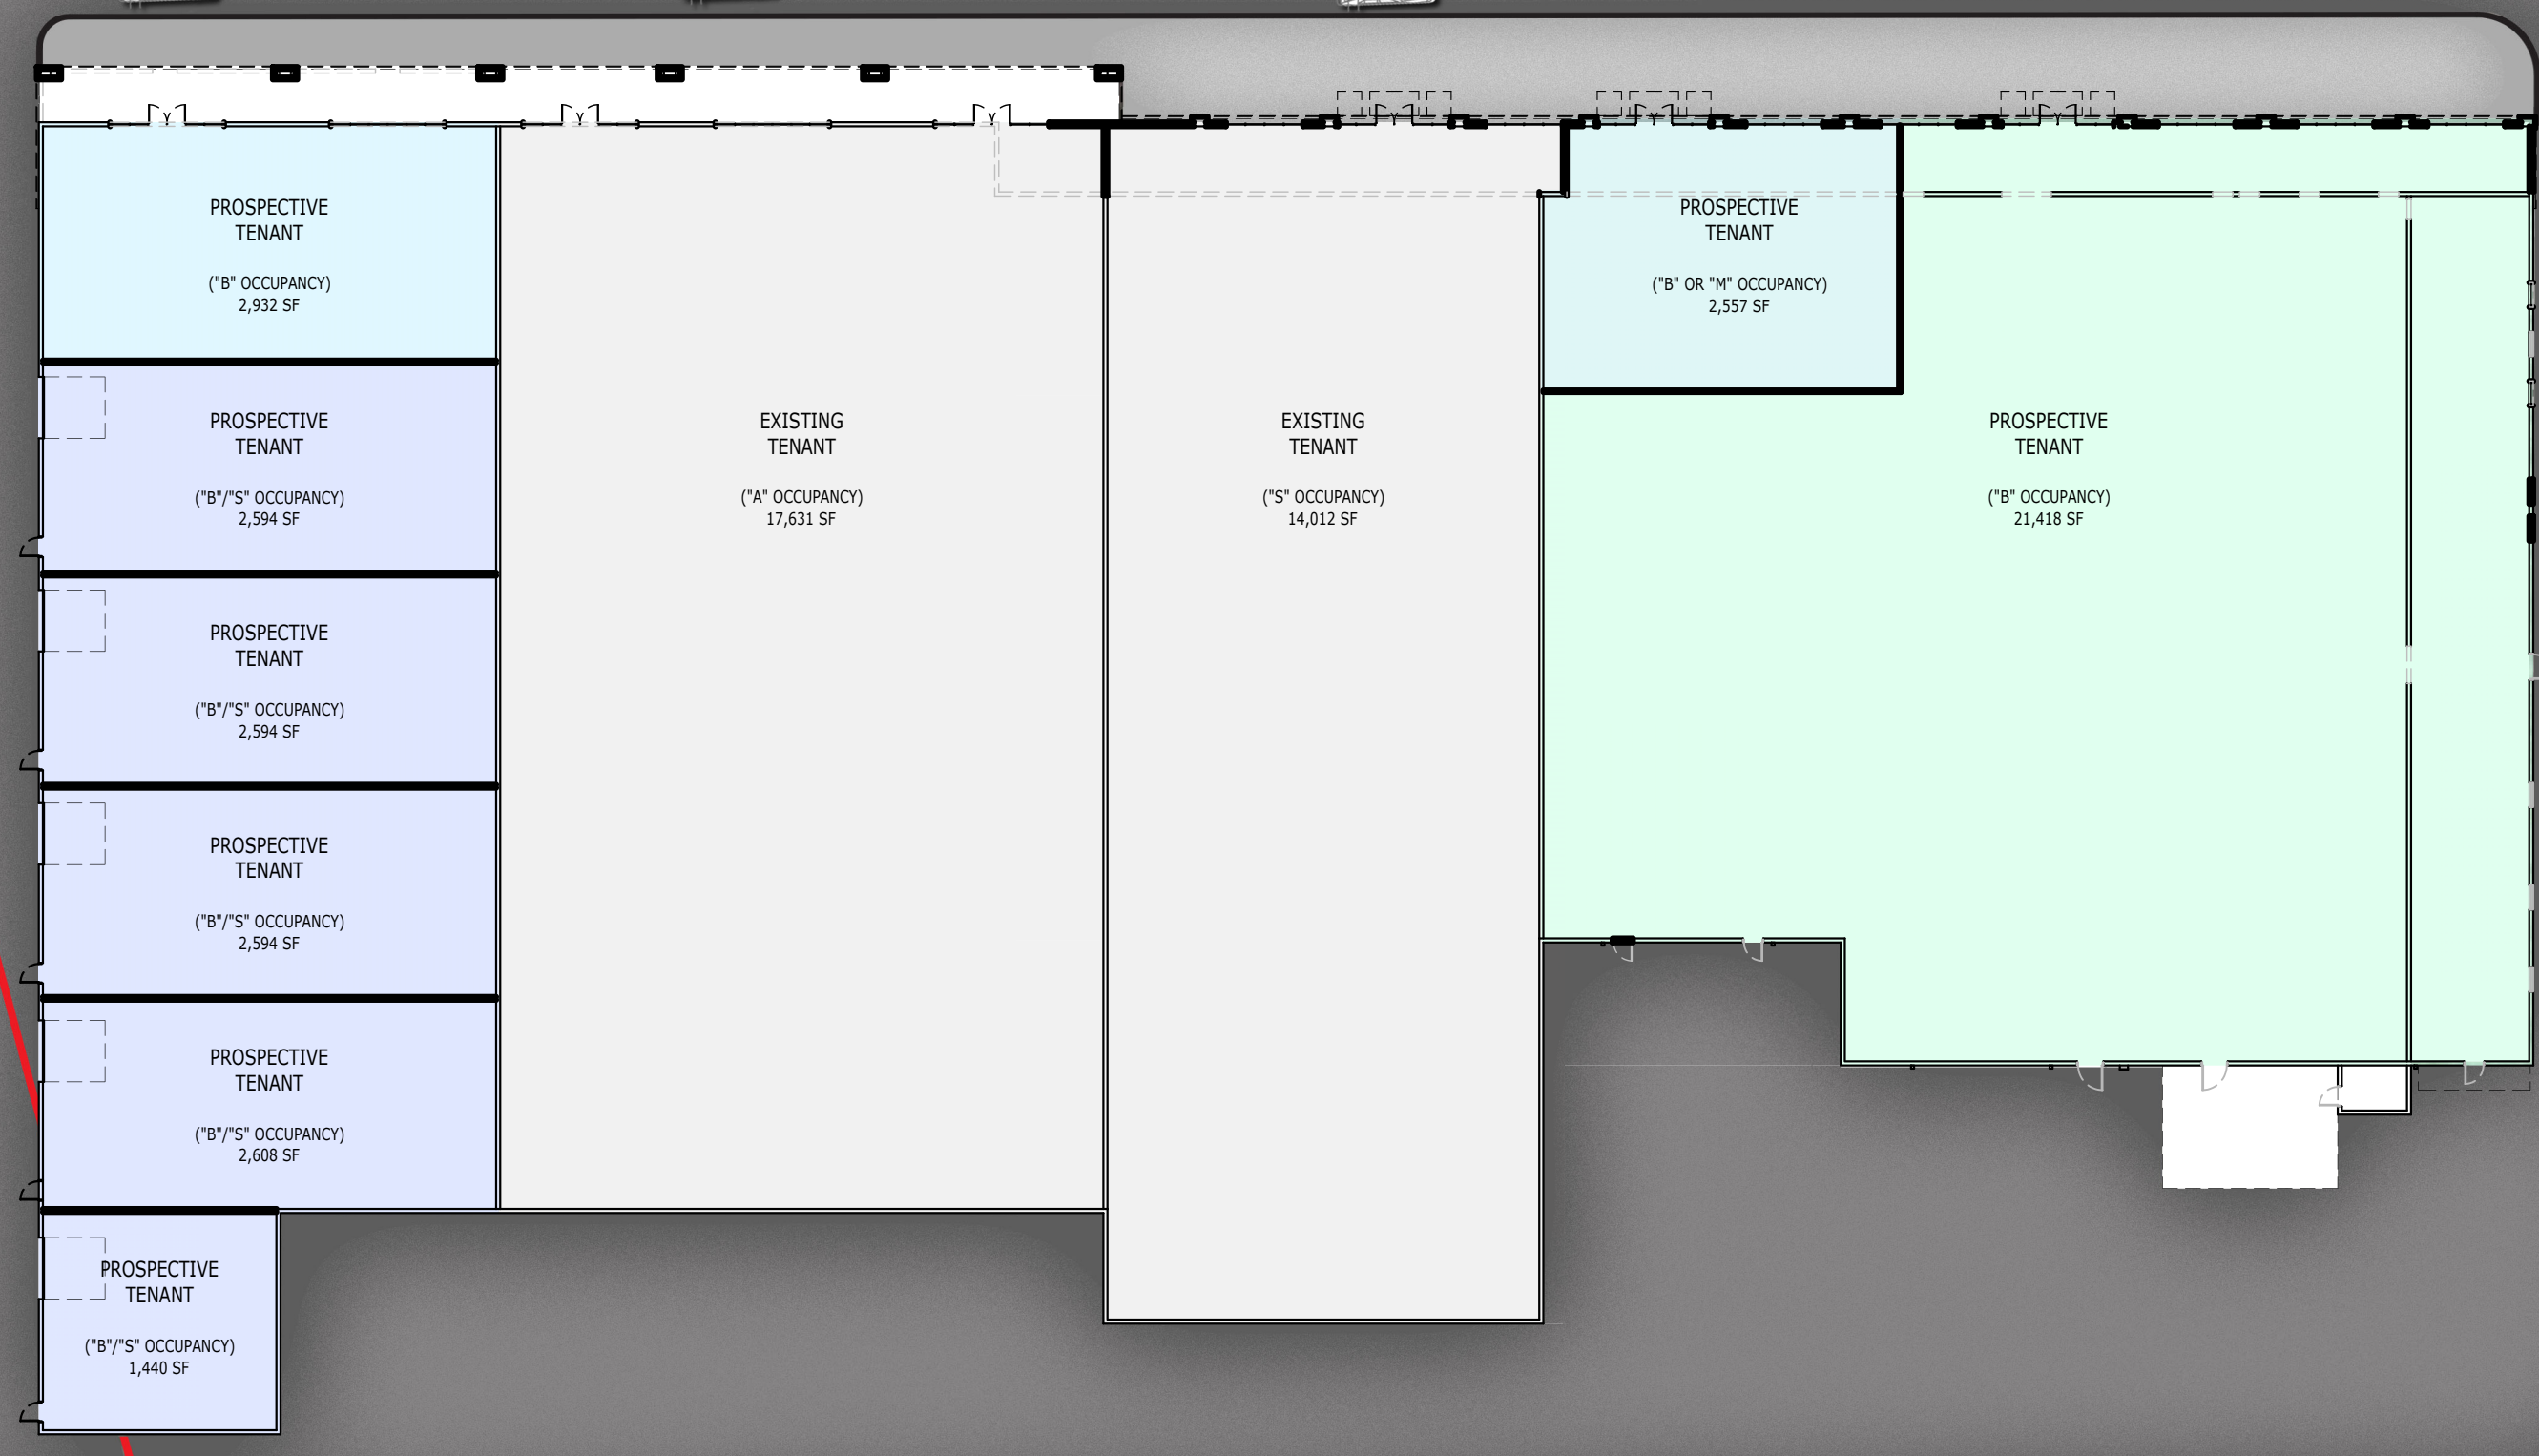 PROSPECTIVE
TENANT
("B" OCCUPANCY)
2,932 SF
PROSPECTIVE
TENANT
("B" OR "M" OCCUPANCY)
2,557 SF
PROSPECTIVE
TENANT
("B"/"S" OCCUPANCY)
2,594 SF
EXISTING
TENANT
("A" OCCUPANCY)
17,631 SF
EXISTING
TENANT
("S" OCCUPANCY)
14,012 SF
PROSPECTIVE
TENANT
("B" OCCUPANCY)
21,418 SF
PROSPECTIVE
TENANT
("B"/"S" OCCUPANCY)
2,594 SF
PROSPECTIVE
TENANT
("B"/"S" OCCUPANCY)
2,594 SF
PROSPECTIVE
TENANT
("B"/"S" OCCUPANCY)
2,608 SF
PROSPECTIVE
TENANT
("B"/"S" OCCUPANCY)
1,440 SF